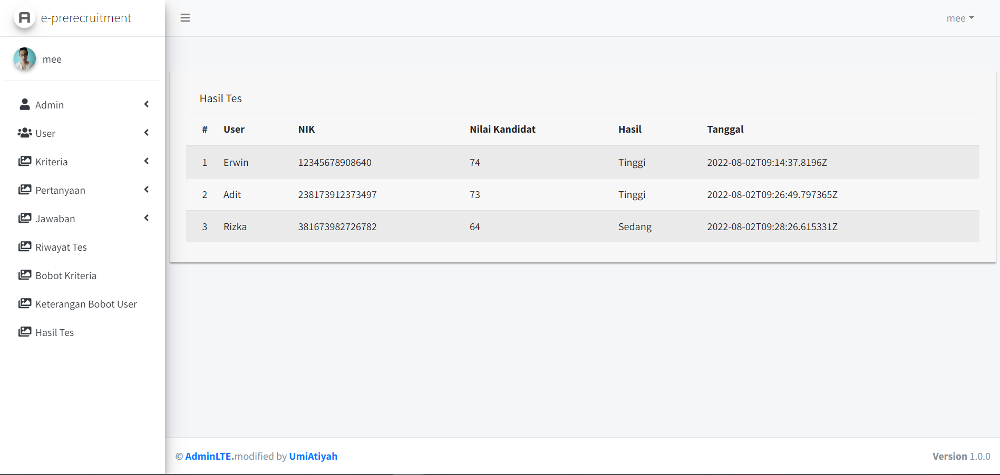 e-prerecruitment
mee
mee
Admin
User
Kriteria
Pertanyaan
Jawaban
Riwayat Tes
Bobot Kriteria
Keterangan Bobot User
Hasil Tes
Hasil Tes
# User NIK Nilai Kandidat Hasil Tanggal
1 Erwin 12345678908640 74 Tinggi 2022-08-02T09:14:37.8196Z
2 Adit 238173912373497 73 Tinggi 2022-08-02T09:26:49.797365Z
3 Rizka 381673982726782 64 Sedang 2022-08-02T09:28:26.615331Z
© AdminLTE.modified by UmiAtiyah
Version 1.0.0